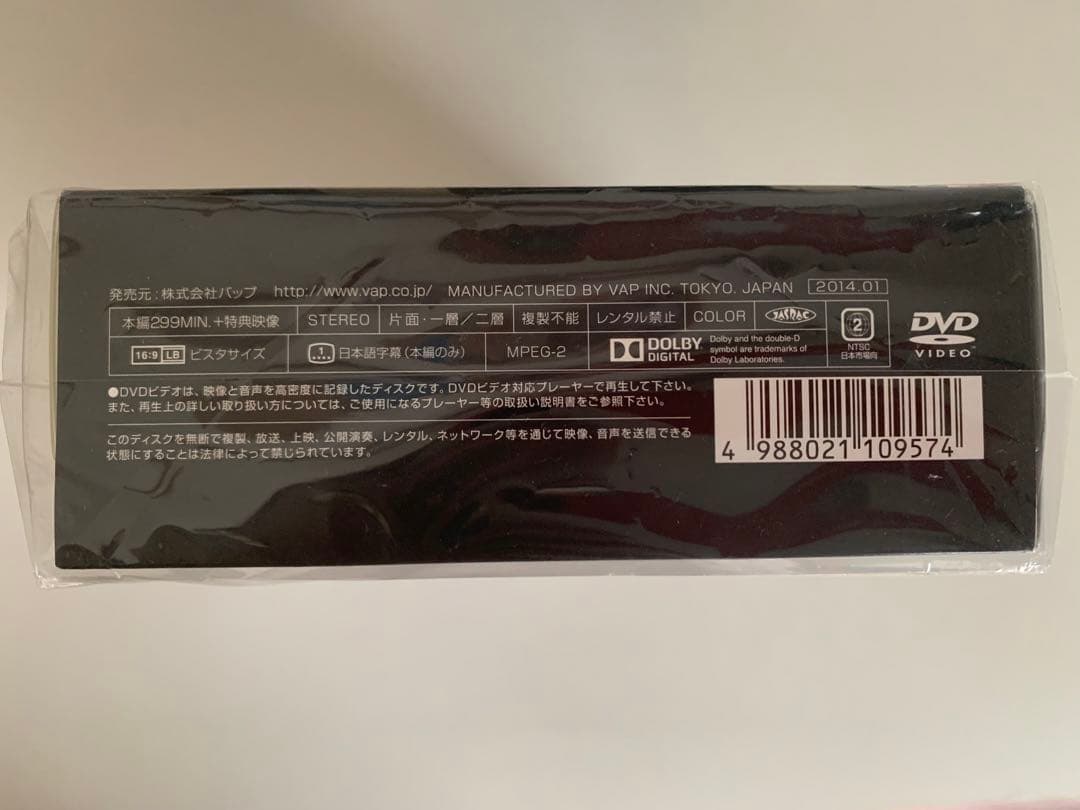 発売元：株式会社バップ http://www.vap.co.jp/ MANUFACTURED BY VAP INC. TOKYO. JAPAN 2014.01
本編299MIN.＋特典映像 STEREO 片面・一層／二層 複製不能 レンタル禁止 COLOR JASRAC
16:9 LB ビスタサイズ 1 日本語字幕（本編のみ） MPEG-2 DOLBY DIGITAL
Dolby and the double-D
symbol are trademarks of
Dolby Laboratories.
2
NTSC
日本市場向
DVD
VIDEO
●DVDビデオは、映像と音声を高密度に記録したディスクです。DVDビデオ対応プレーヤーで再生して下さい。
また、再生上の詳しい取り扱い方については、ご使用になるプレーヤー等の取扱い説明書をご参照下さい。
このディスクを無断で複製、放送、上映、公開演奏、レンタル、ネットワーク等を通じて映像、音声を送信できる
状態にすることは法律によって禁じられています。
4 988021 109574